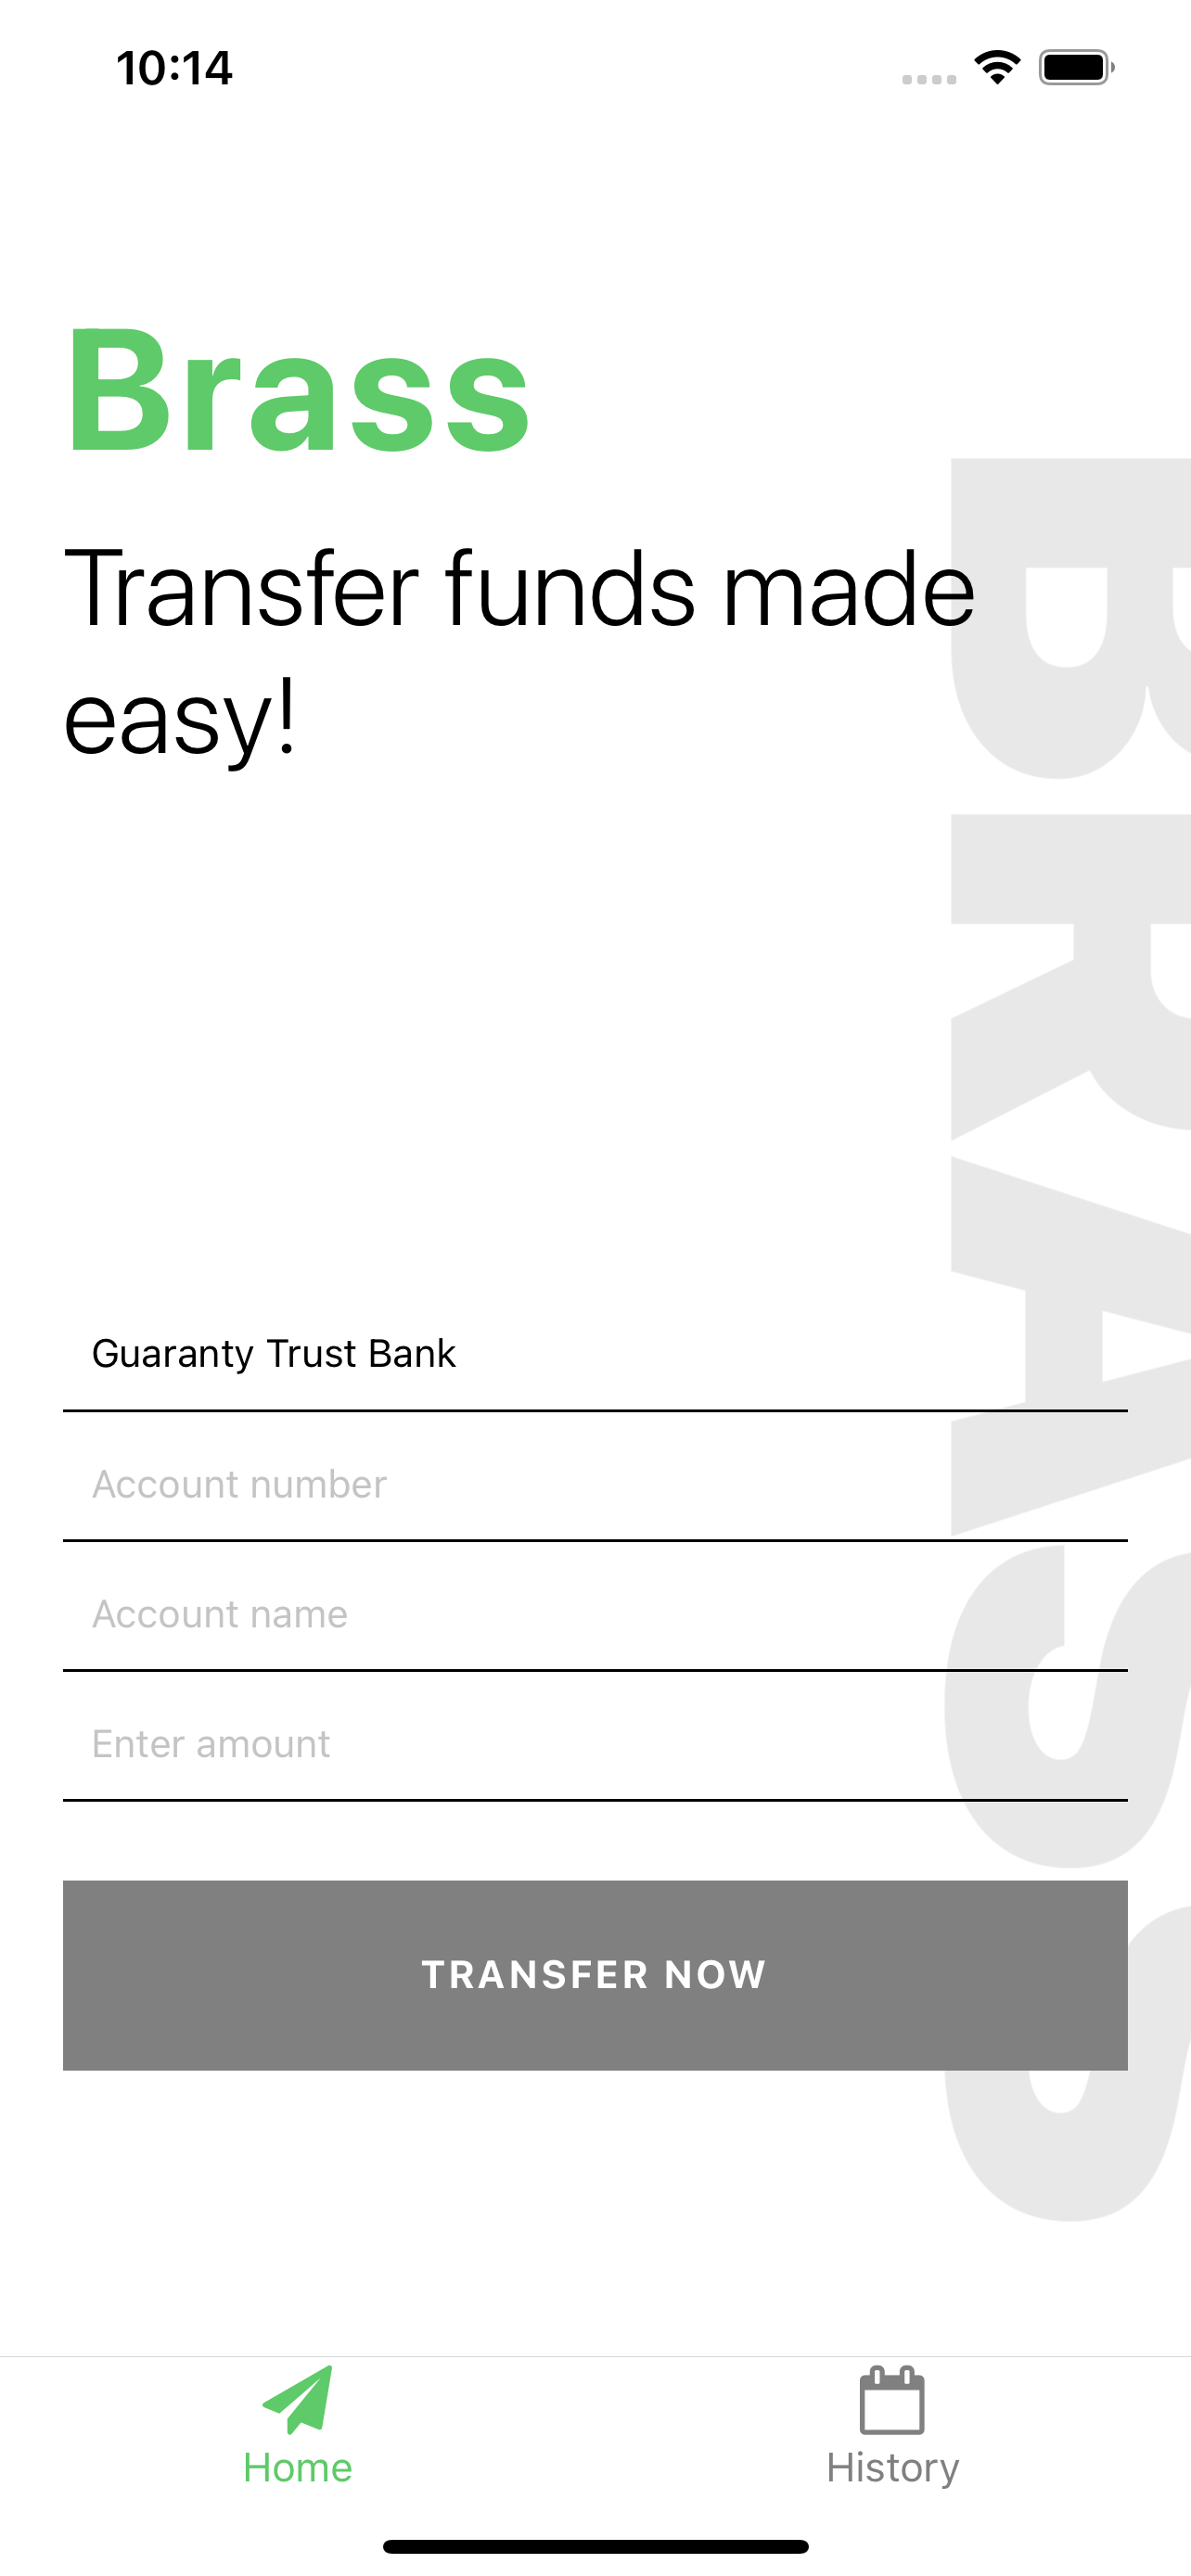 10:14
Brass
Transfer funds made
easy!
BRASS
Guaranty Trust Bank
Account number
Account name
Enter amount
TRANSFER NOW
Home
History